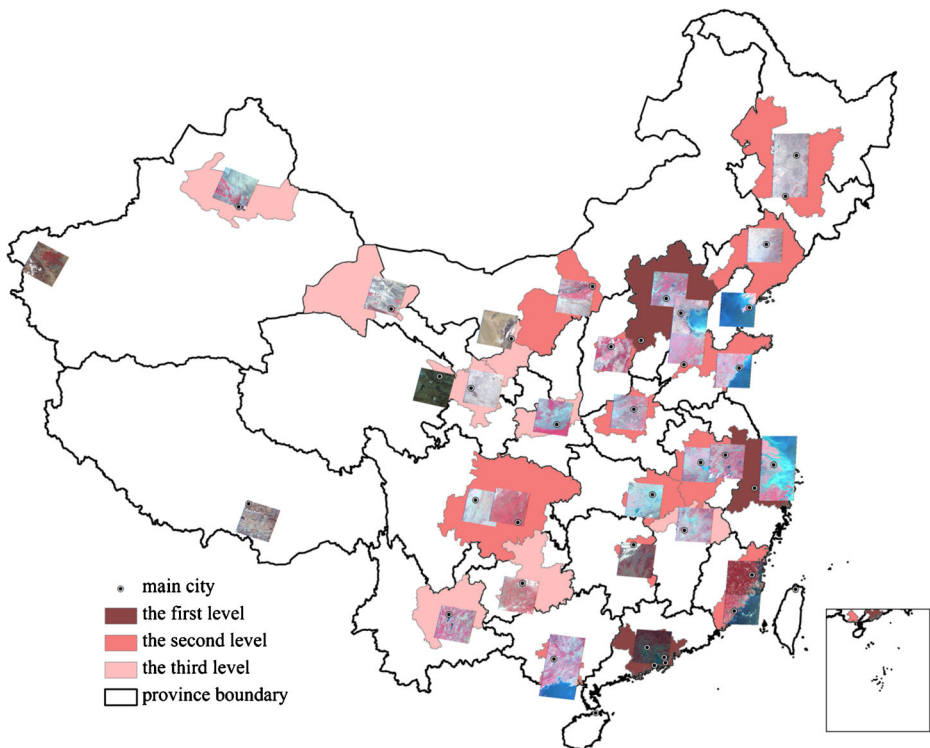 main city
the first level
the second level
the third level
province boundary